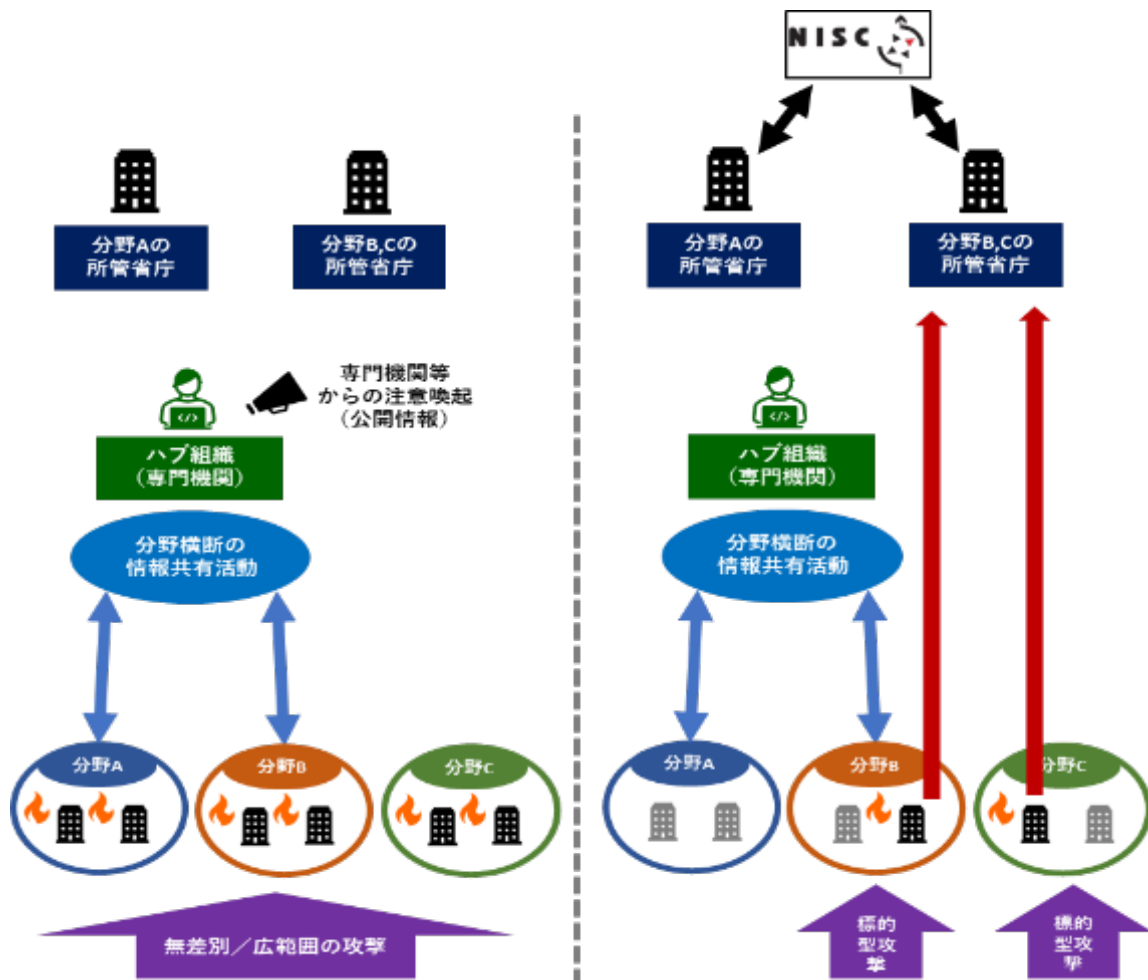 分野Aの
所管省庁
分野B,Cの
所管省庁
専門機関等
からの注意喚起
（公開情報）
</>
ハブ組織
（専門機関）
分野横断の
情報共有活動
分野A
分野B
分野C
無差別／広範囲の攻撃
NISC
分野Aの
所管省庁
分野B,Cの
所管省庁
</>
ハブ組織
（専門機関）
分野横断の
情報共有活動
分野A
分野B
分野C
標的
型攻
撃
標的
型攻
撃